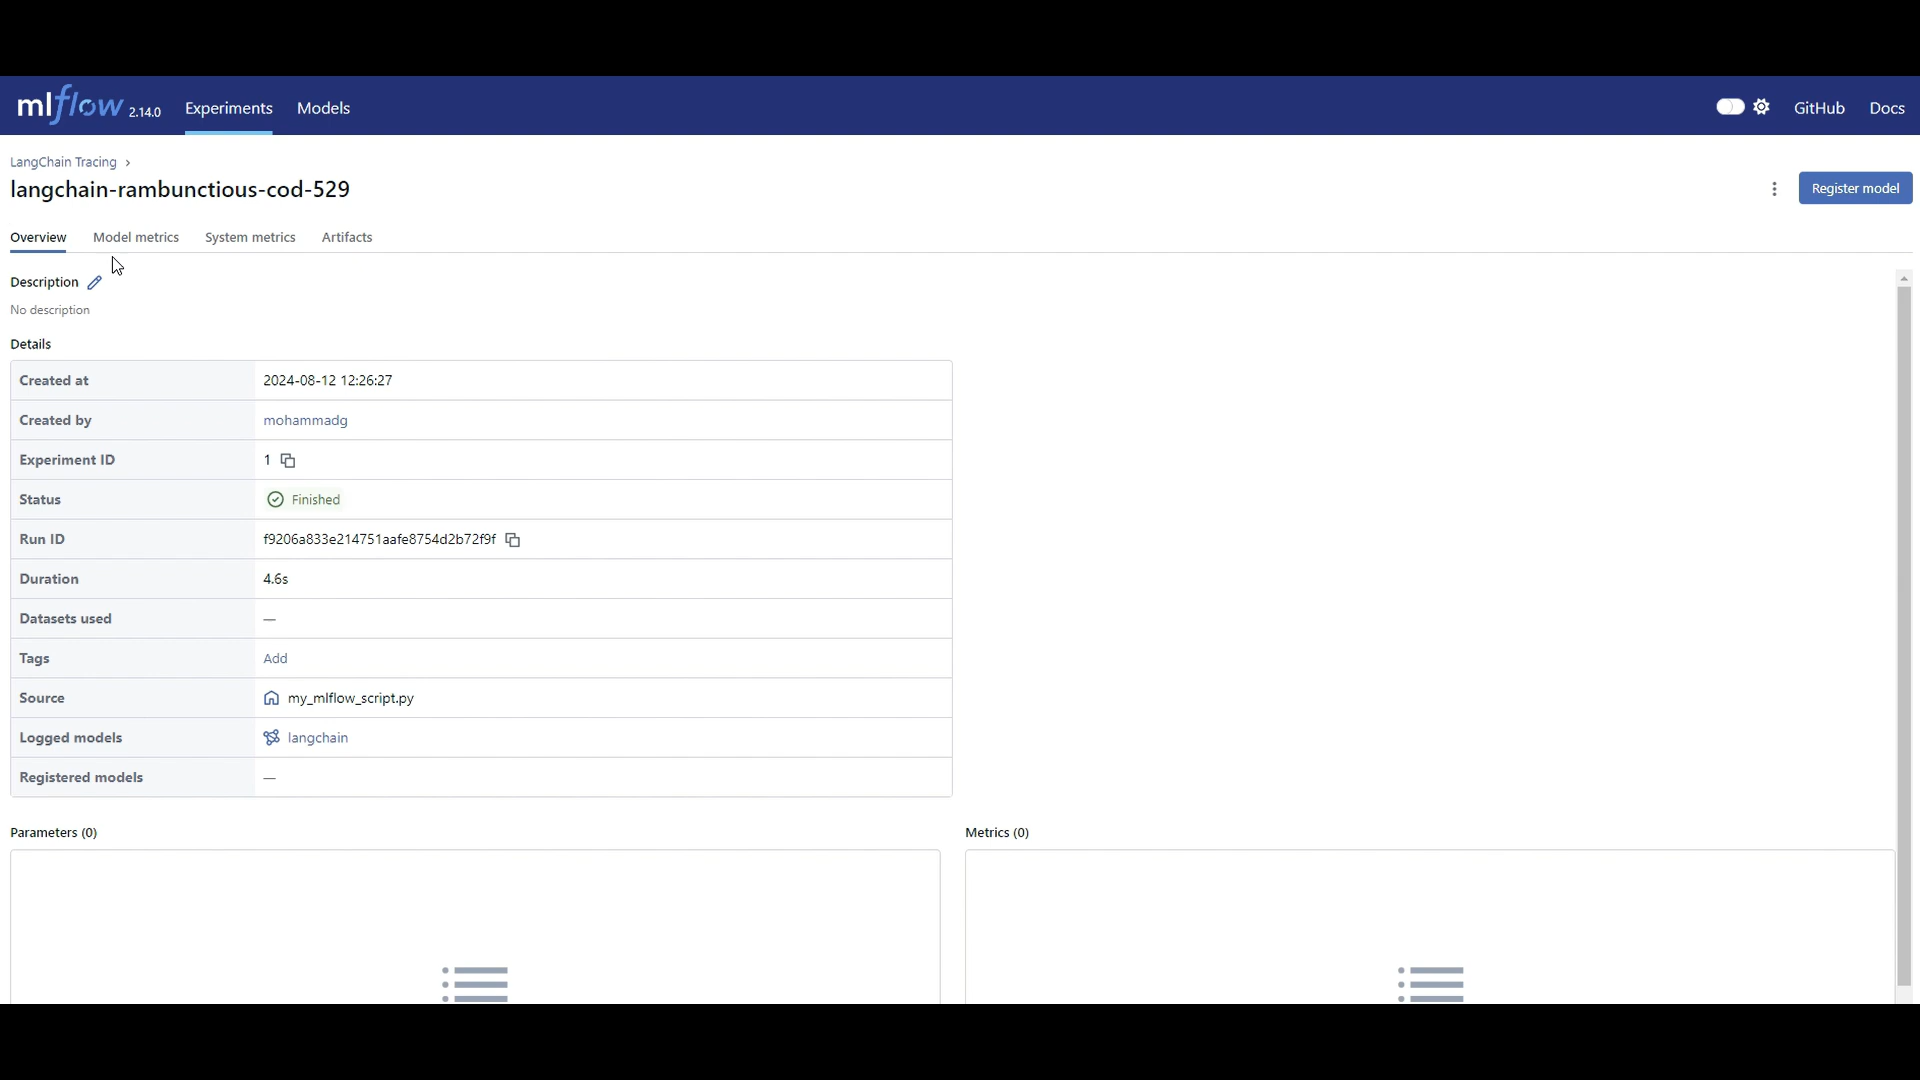 mlflow 2.14.0 Experiments Models GitHub Docs
LangChain Tracing ›
langchain-rambunctious-cod-529
Register model
Overview Model metrics System metrics Artifacts
Description
No description
Details
Created at 2024-08-12 12:26:27
Created by mohammadg
Experiment ID 1
Status Finished
Run ID f9206a833e214751aafe8754d2b72f9f
Duration 4.6s
Datasets used —
Tags Add
Source my_mlflow_script.py
Logged models langchain
Registered models —
Parameters (0) Metrics (0)